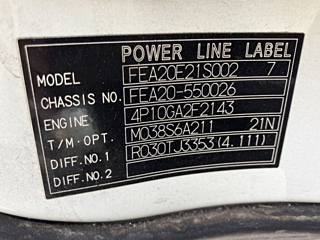 POWER LINE LABEL
MODEL FEA20E21S002 7
CHASSIS NO. FEA20-550026
ENGINE 4P10GA2F2143
T/M·OPT. M038S6A211 21N
DIFF.NO.1 R030TJ3353(4.111)
DIFF.NO.2